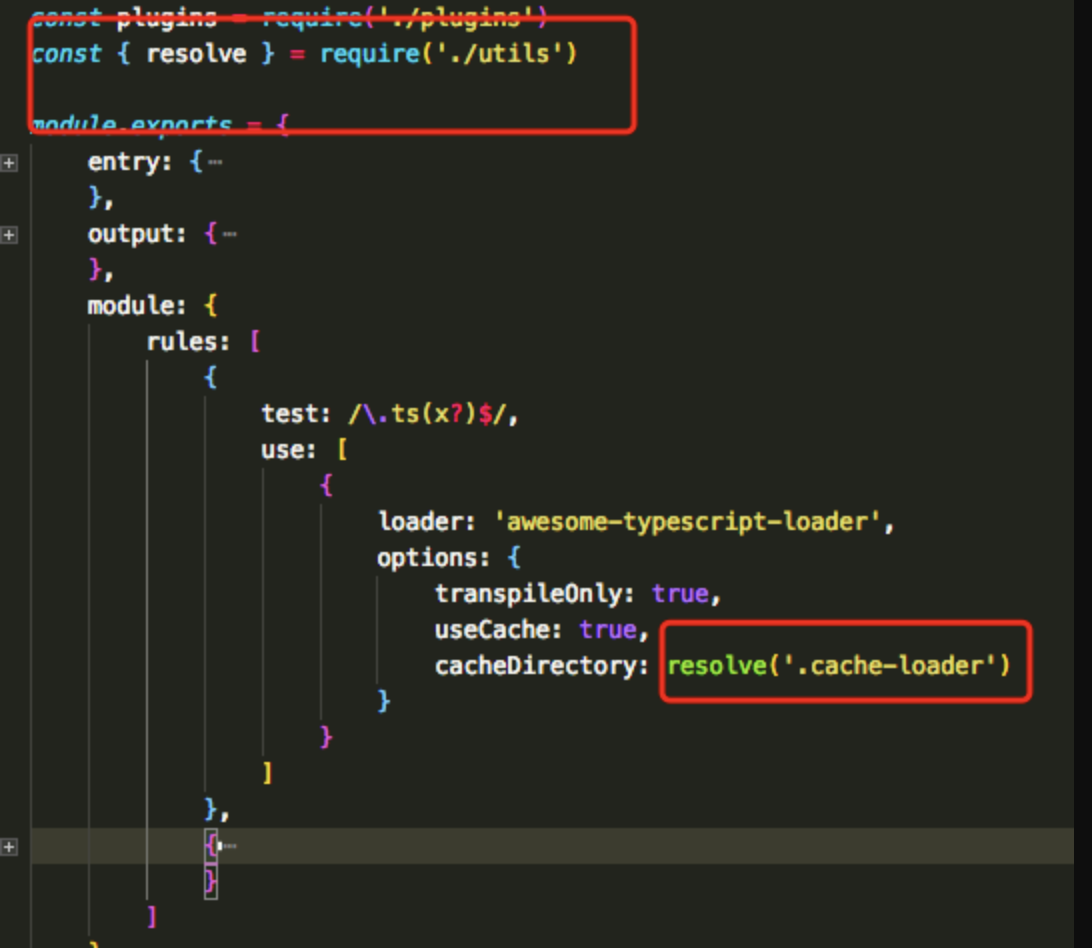 const plugins = require('./plugins')
const { resolve } = require('./utils')
module.exports = {
entry: {…
},
output: {…
},
module: {
rules: [
{
test: /\.ts(x?)$/,
use: [
{
loader: 'awesome-typescript-loader',
options: {
transpileOnly: true,
useCache: true,
cacheDirectory: resolve('.cache-loader')
}
}
]
},
{…
}
]
}